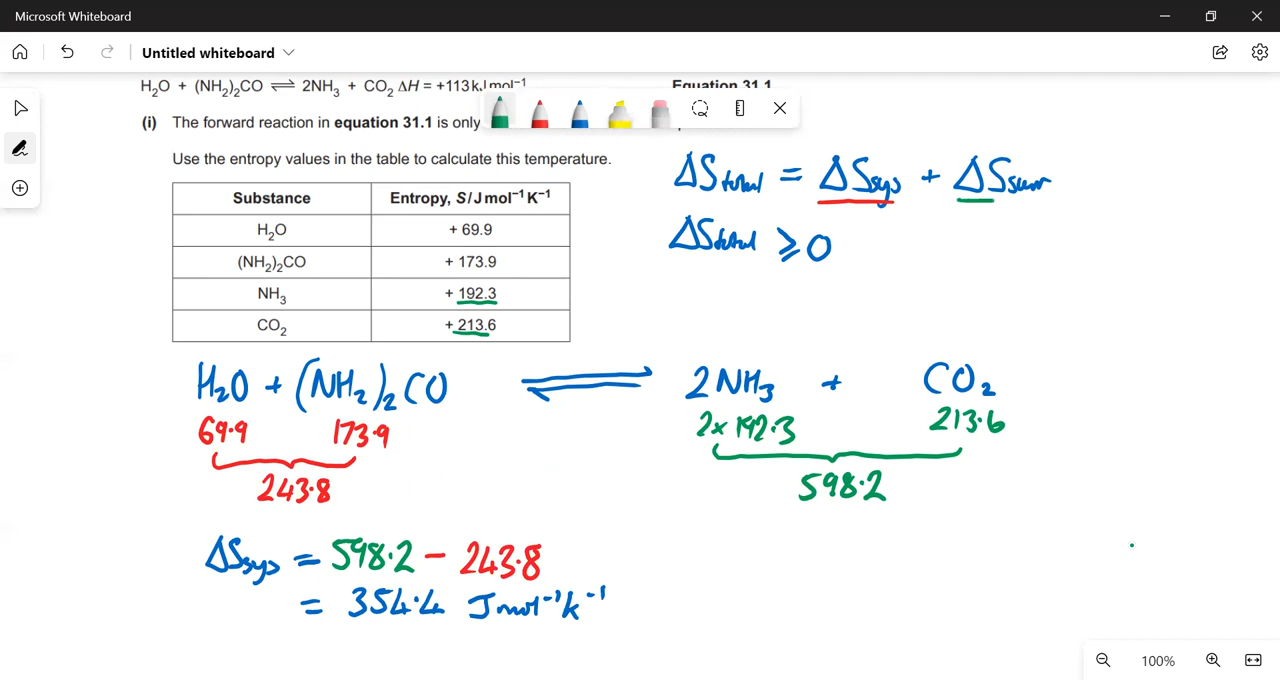 Microsoft Whiteboard
Untitled whiteboard
H₂O + (NH₂)₂CO ⇌ 2NH₃ + CO₂ ΔH = +113 kJ mol⁻¹ Equation 31.1
(i) The forward reaction in equation 31.1 is only
Use the entropy values in the table to calculate this temperature.
Substance Entropy, S / J mol⁻¹ K⁻¹
H₂O + 69.9
(NH₂)₂CO + 173.9
NH₃ + 192.3
CO₂ + 213.6
ΔStotal = ΔSsys + ΔSsurr
ΔStotal ⩾ 0
H₂O + (NH₂)₂CO ⇌ 2NH₃ + CO₂
69.9 173.9 2 × 192.3 213.6
243.8 598.2
ΔSsys = 598.2 − 243.8
= 354.4 J mol⁻¹ k⁻¹
100%